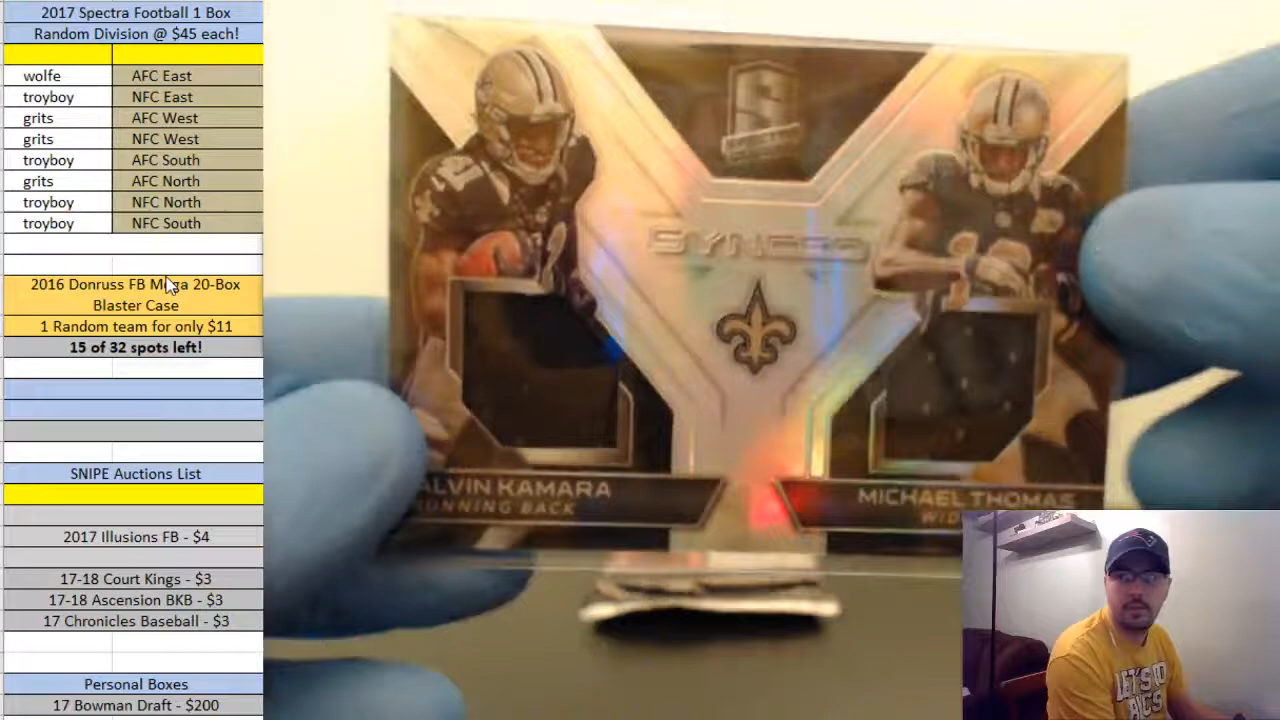 2017 Spectra Football 1 Box
Random Division @ $45 each!
wolfe AFC East
troyboy NFC East
grits AFC West
grits NFC West
troyboy AFC South
grits AFC North
troyboy NFC North
troyboy NFC South
2016 Donruss FB Mega 20-Box
Blaster Case
1 Random team for only $11
15 of 32 spots left!
SNIPE Auctions List
2017 Illusions FB - $4
17-18 Court Kings - $3
17-18 Ascension BKB - $3
17 Chronicles Baseball - $3
Personal Boxes
17 Bowman Draft - $200
ALVIN KAMARA
RUNNING BACK
MICHAEL THOMAS
LET'S GO